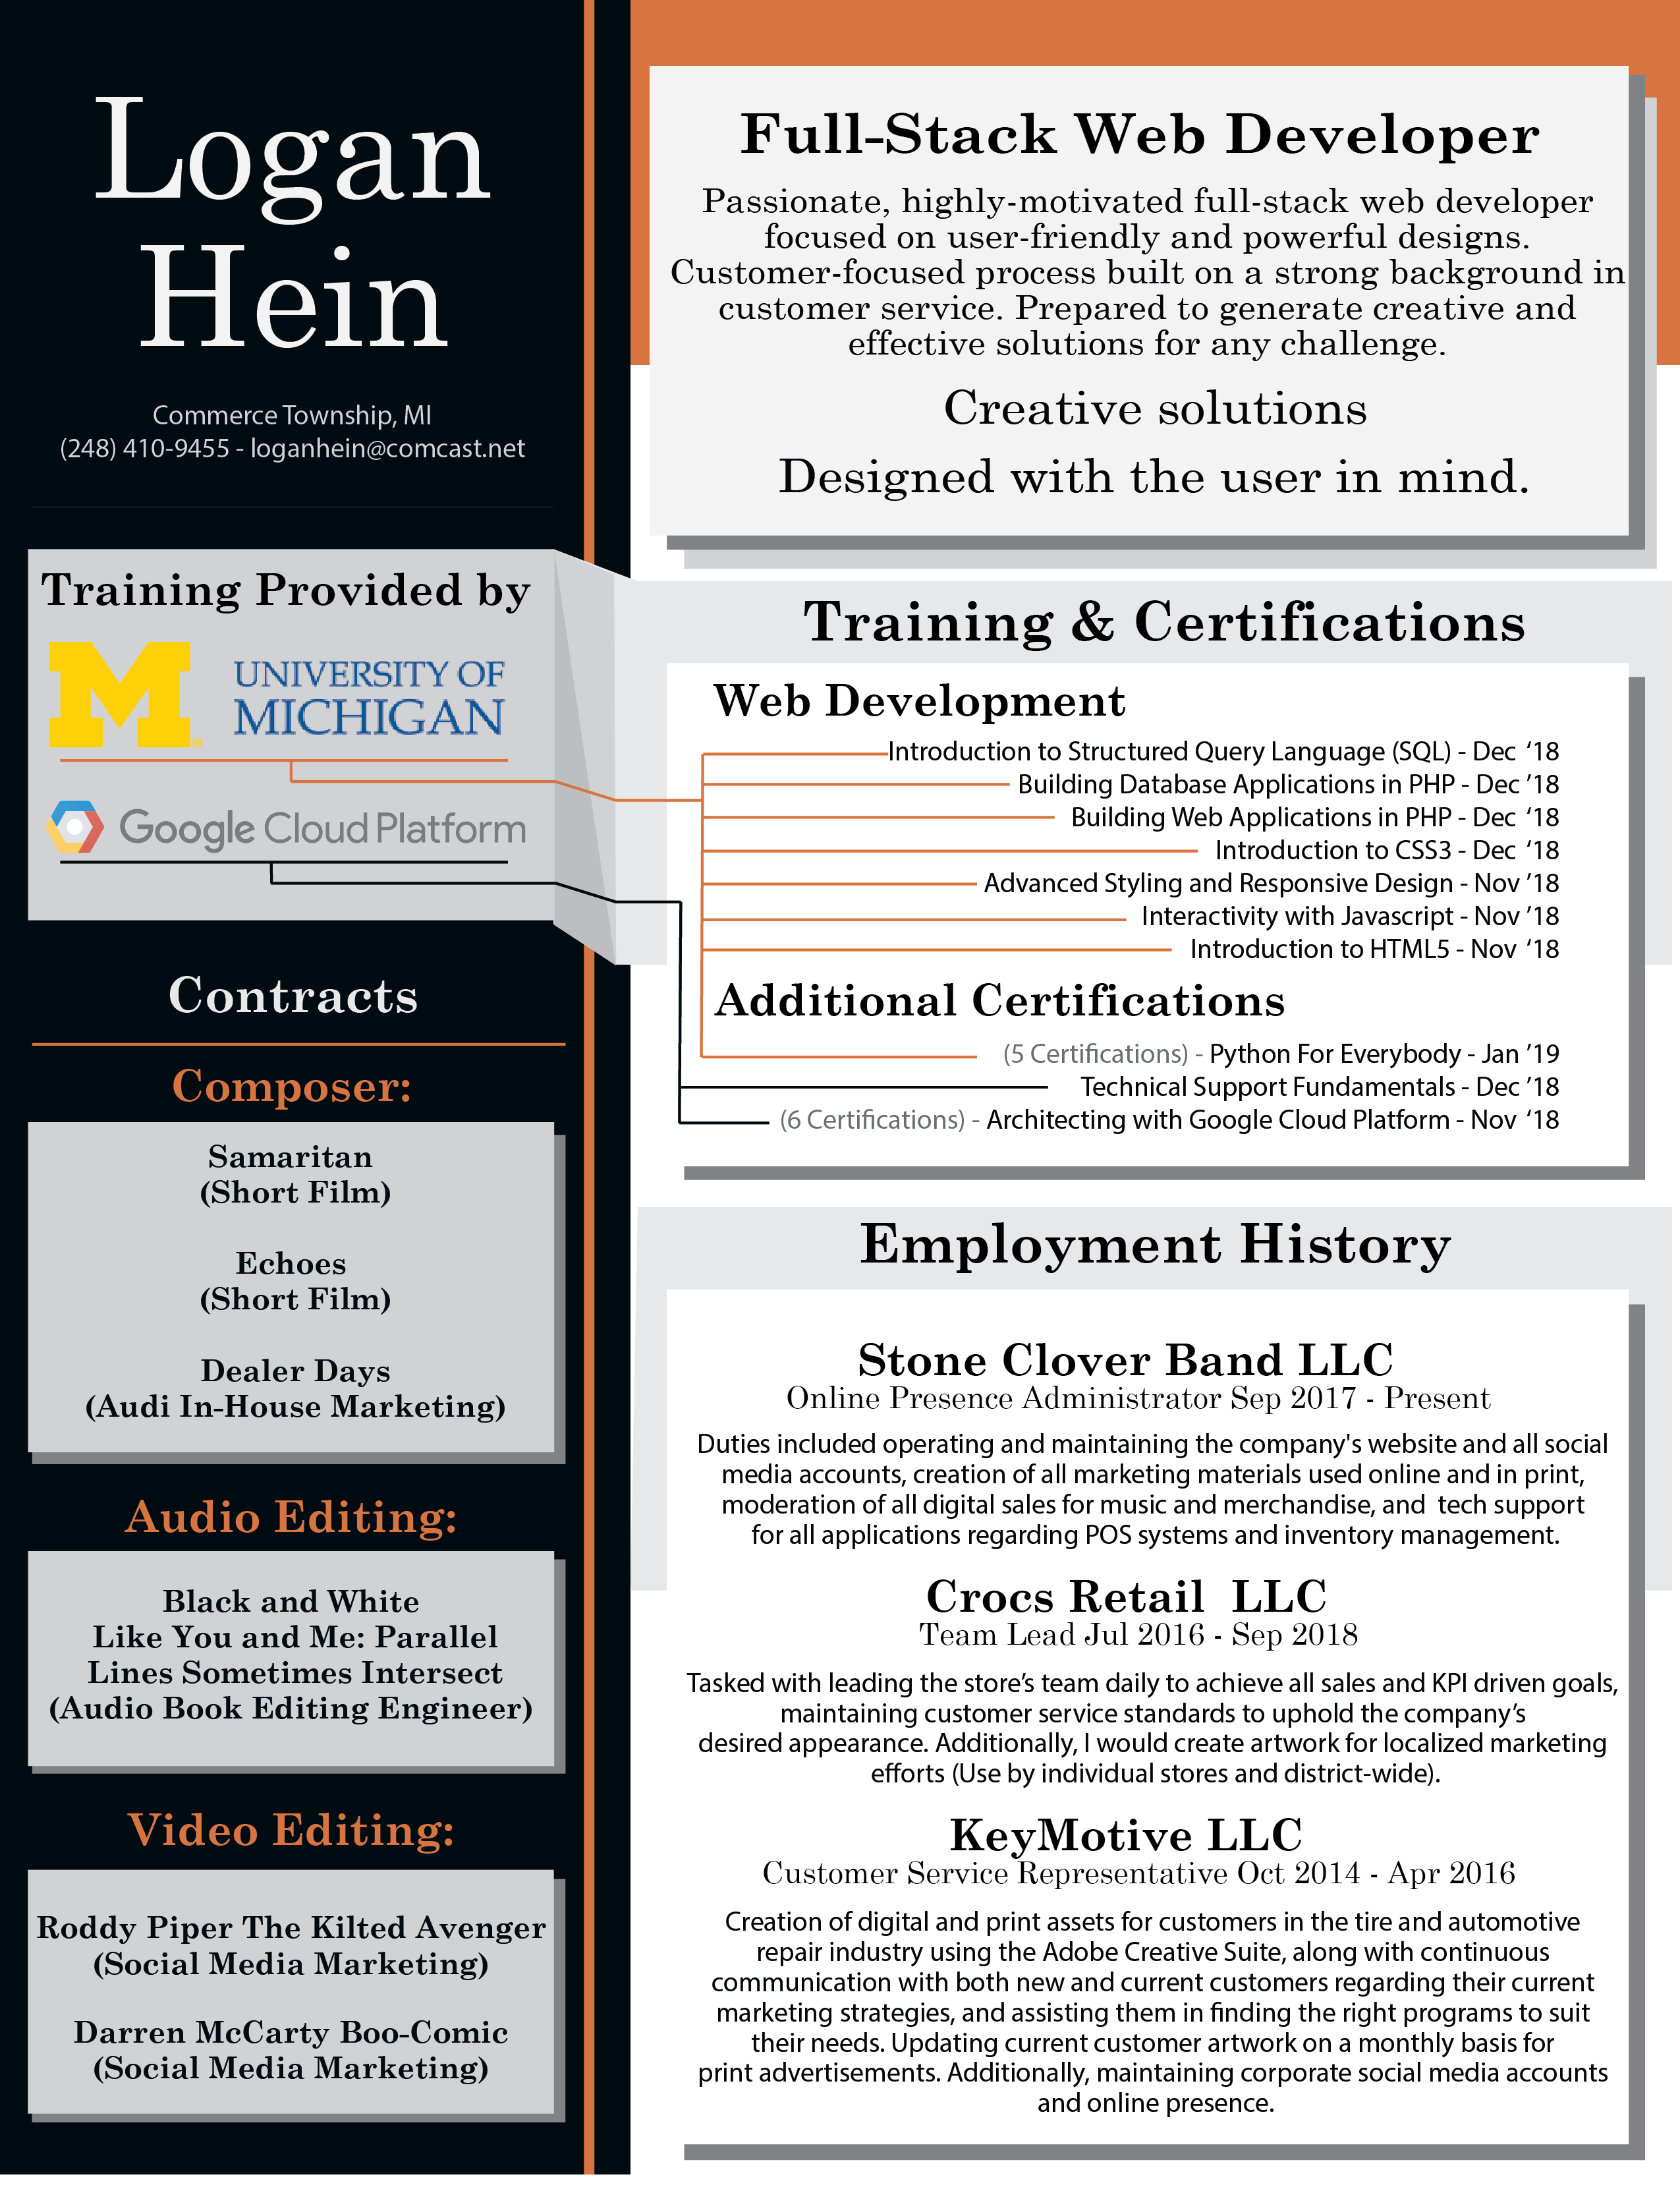 Logan
Hein
Commerce Township, MI
(248) 410-9455 - loganhein@comcast.net
Training Provided by
M
UNIVERSITY OF
MICHIGAN
Google Cloud Platform
Contracts
Composer:
Samaritan
(Short Film)
Echoes
(Short Film)
Dealer Days
(Audi In-House Marketing)
Audio Editing:
Black and White
Like You and Me: Parallel
Lines Sometimes Intersect
(Audio Book Editing Engineer)
Video Editing:
Roddy Piper The Kilted Avenger
(Social Media Marketing)
Darren McCarty Boo-Comic
(Social Media Marketing)
Full-Stack Web Developer
Passionate, highly-motivated full-stack web developer
focused on user-friendly and powerful designs.
Customer-focused process built on a strong background in
customer service. Prepared to generate creative and
effective solutions for any challenge.
Creative solutions
Designed with the user in mind.
Training & Certifications
Web Development
Introduction to Structured Query Language (SQL) - Dec ‘18
Building Database Applications in PHP - Dec ’18
Building Web Applications in PHP - Dec ‘18
Introduction to CSS3 - Dec ‘18
Advanced Styling and Responsive Design - Nov ’18
Interactivity with Javascript - Nov ’18
Introduction to HTML5 - Nov ‘18
Additional Certifications
(5 Certifications) - Python For Everybody - Jan ’19
Technical Support Fundamentals - Dec ’18
(6 Certifications) - Architecting with Google Cloud Platform - Nov ‘18
Employment History
Stone Clover Band LLC
Online Presence Administrator Sep 2017 - Present
Duties included operating and maintaining the company's website and all social
media accounts, creation of all marketing materials used online and in print,
moderation of all digital sales for music and merchandise, and tech support
for all applications regarding POS systems and inventory management.
Crocs Retail LLC
Team Lead Jul 2016 - Sep 2018
Tasked with leading the store’s team daily to achieve all sales and KPI driven goals,
maintaining customer service standards to uphold the company’s
desired appearance. Additionally, I would create artwork for localized marketing
efforts (Use by individual stores and district-wide).
KeyMotive LLC
Customer Service Representative Oct 2014 - Apr 2016
Creation of digital and print assets for customers in the tire and automotive
repair industry using the Adobe Creative Suite, along with continuous
communication with both new and current customers regarding their current
marketing strategies, and assisting them in finding the right programs to suit
their needs. Updating current customer artwork on a monthly basis for
print advertisements. Additionally, maintaining corporate social media accounts
and online presence.